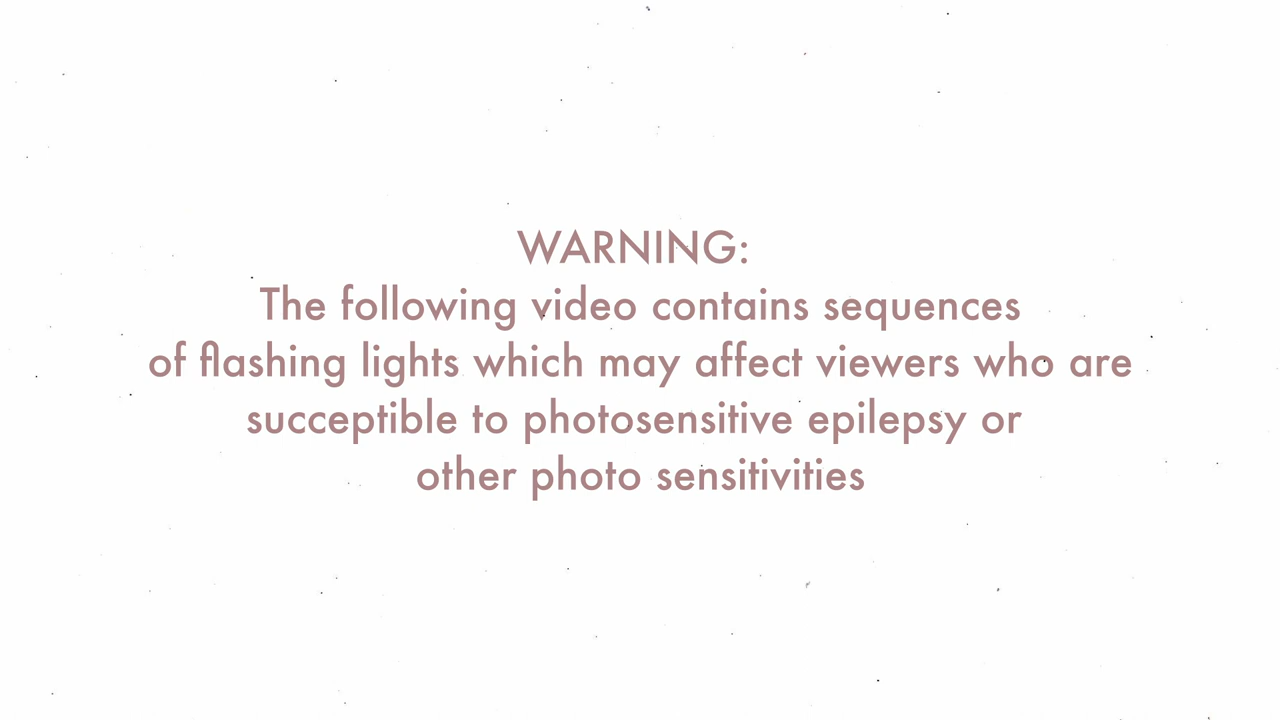 WARNING:
The following video contains sequences
of flashing lights which may affect viewers who are
succeptible to photosensitive epilepsy or
other photo sensitivities